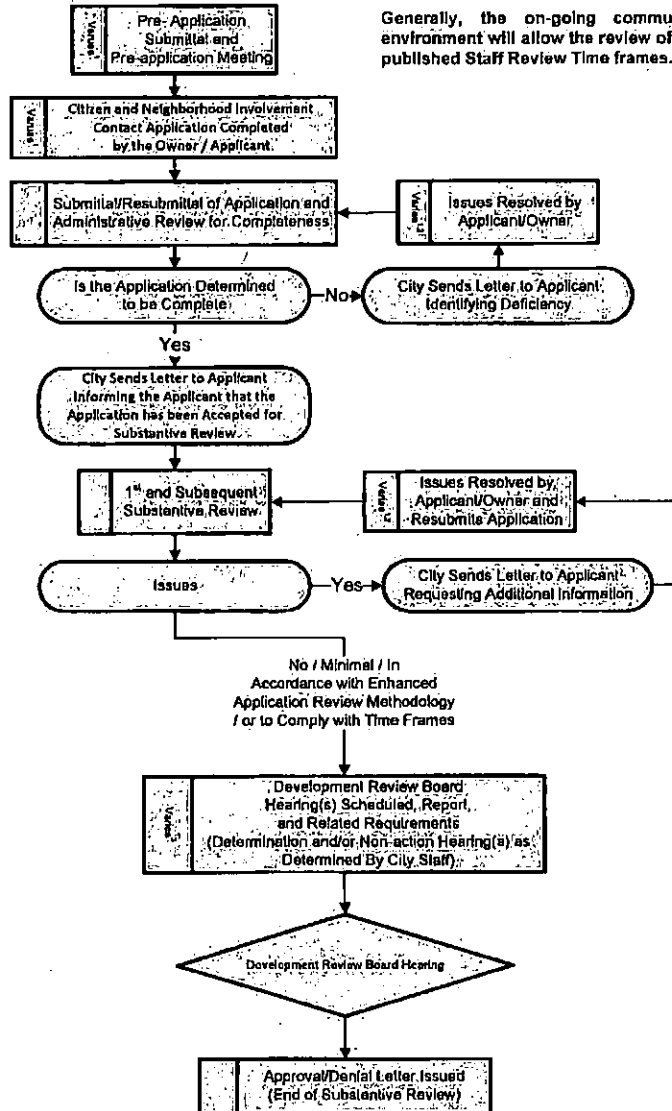 Generally, the on-going commu
environment will allow the review of
published Staff Review Time frames.
Varies
Pre- Application
Submittal and
Pre-application Meeting
Varies
Citizen and Neighborhood Involvement
Contact Application Completed
by the Owner / Applicant.
Submittal/Resubmittal of Application and
Administrative Review for Completeness
Varies
Issues Resolved by
Applicant/Owner
Is the Application Determined
to be Complete
No
City Sends Letter to Applicant
Identifying Deficiency
Yes
City Sends Letter to Applicant
Informing the Applicant that the
Application has been Accepted for
Substantive Review
1st and Subsequent
Substantive Review
Varies
Issues Resolved by
Applicant/Owner and
Resubmits Application
Issues
Yes
City Sends Letter to Applicant
Requesting Additional Information
No / Minimal / In
Accordance with Enhanced
Application Review Methodology
/ or to Comply with Time Frames
Varies
Development Review Board
Hearing(s) Scheduled, Report,
and Related Requirements
(Determination and/or Non-action Hearing(s) as
Determined By City Staff)
Development Review Board Hearing
Approval/Denial Letter Issued
(End of Substantive Review)